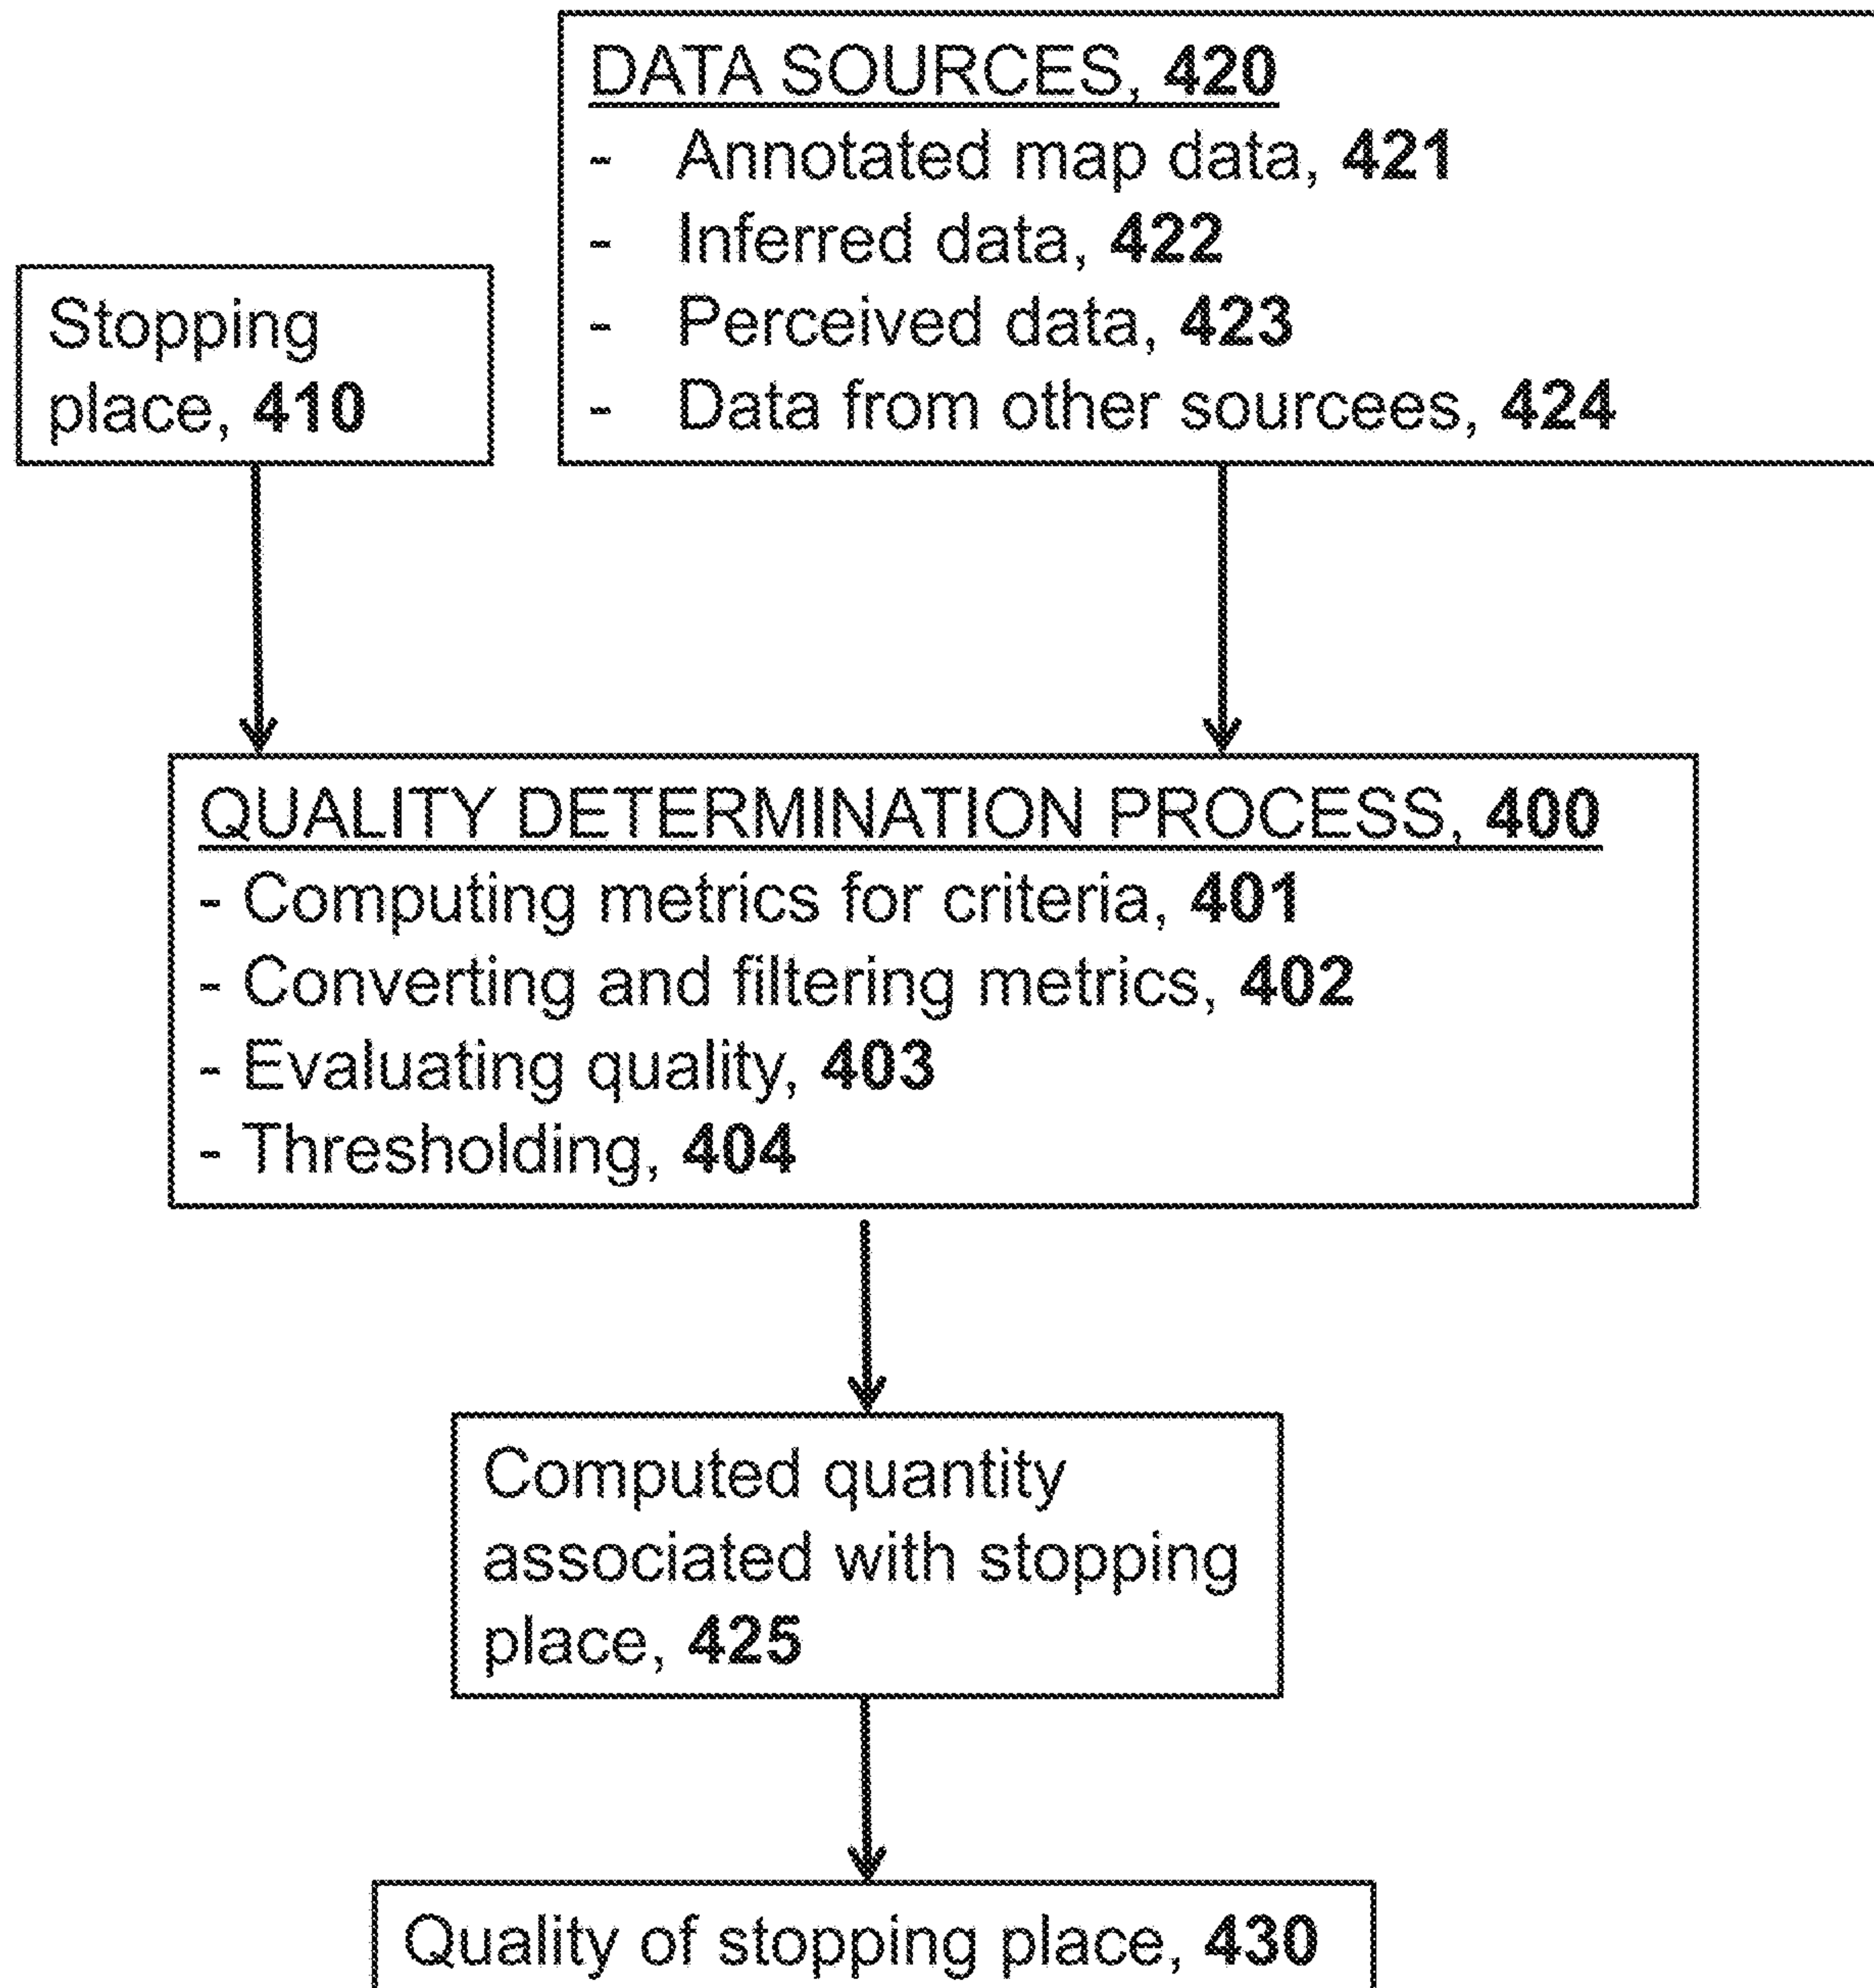 DATA SOURCES, 420
- Annotated map data, 421
- Inferred data, 422
- Perceived data, 423
- Data from other sourcees, 424
Stopping
place, 410
QUALITY DETERMINATION PROCESS, 400
- Computing metrics for criteria, 401
- Converting and filtering metrics, 402
- Evaluating quality, 403
- Thresholding, 404
Computed quantity
associated with stopping
place, 425
Quality of stopping place, 430